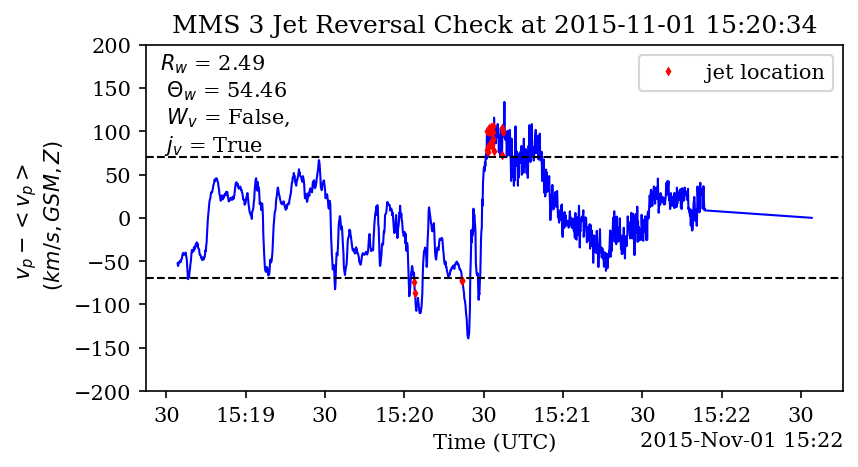 MMS 3 Jet Reversal Check at 2015-11-01 15:20:34
R_w = 2.49
Θ_w = 54.46
W_v = False,
j_v = True
jet location
200
150
100
50
0
−50
−100
−150
−200
v_p − < v_p >
(km/s, GSM, Z)
30 15:19 30 15:20 30 15:21 30 15:22 30
Time (UTC)
2015-Nov-01 15:22